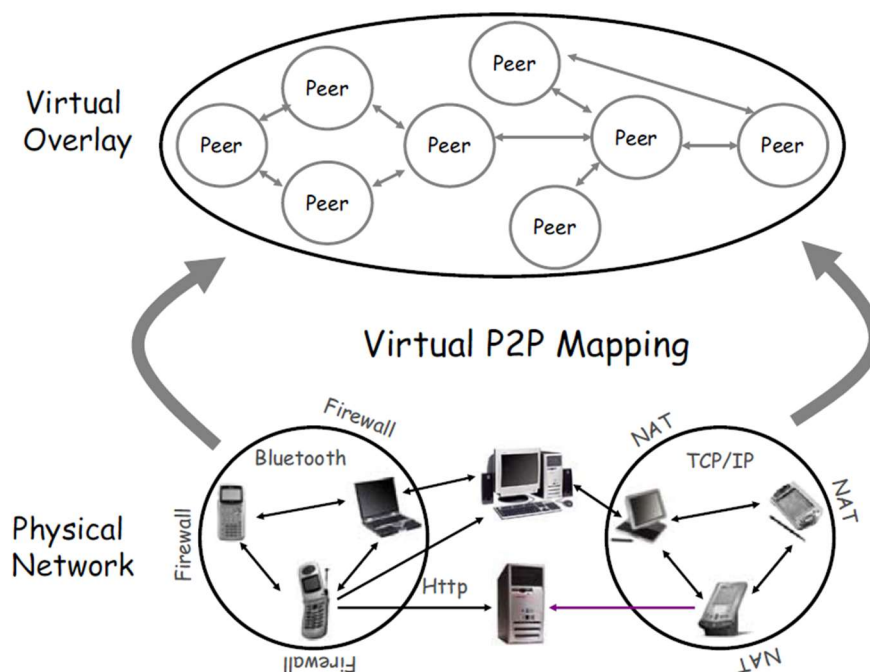 Virtual
Overlay
Peer
Peer
Peer
Peer
Peer
Peer
Peer
Peer
Virtual P2P Mapping
Physical
Network
Firewall
Firewall
Firewall
Bluetooth
Http
NAT
TCP/IP
NAT
NAT